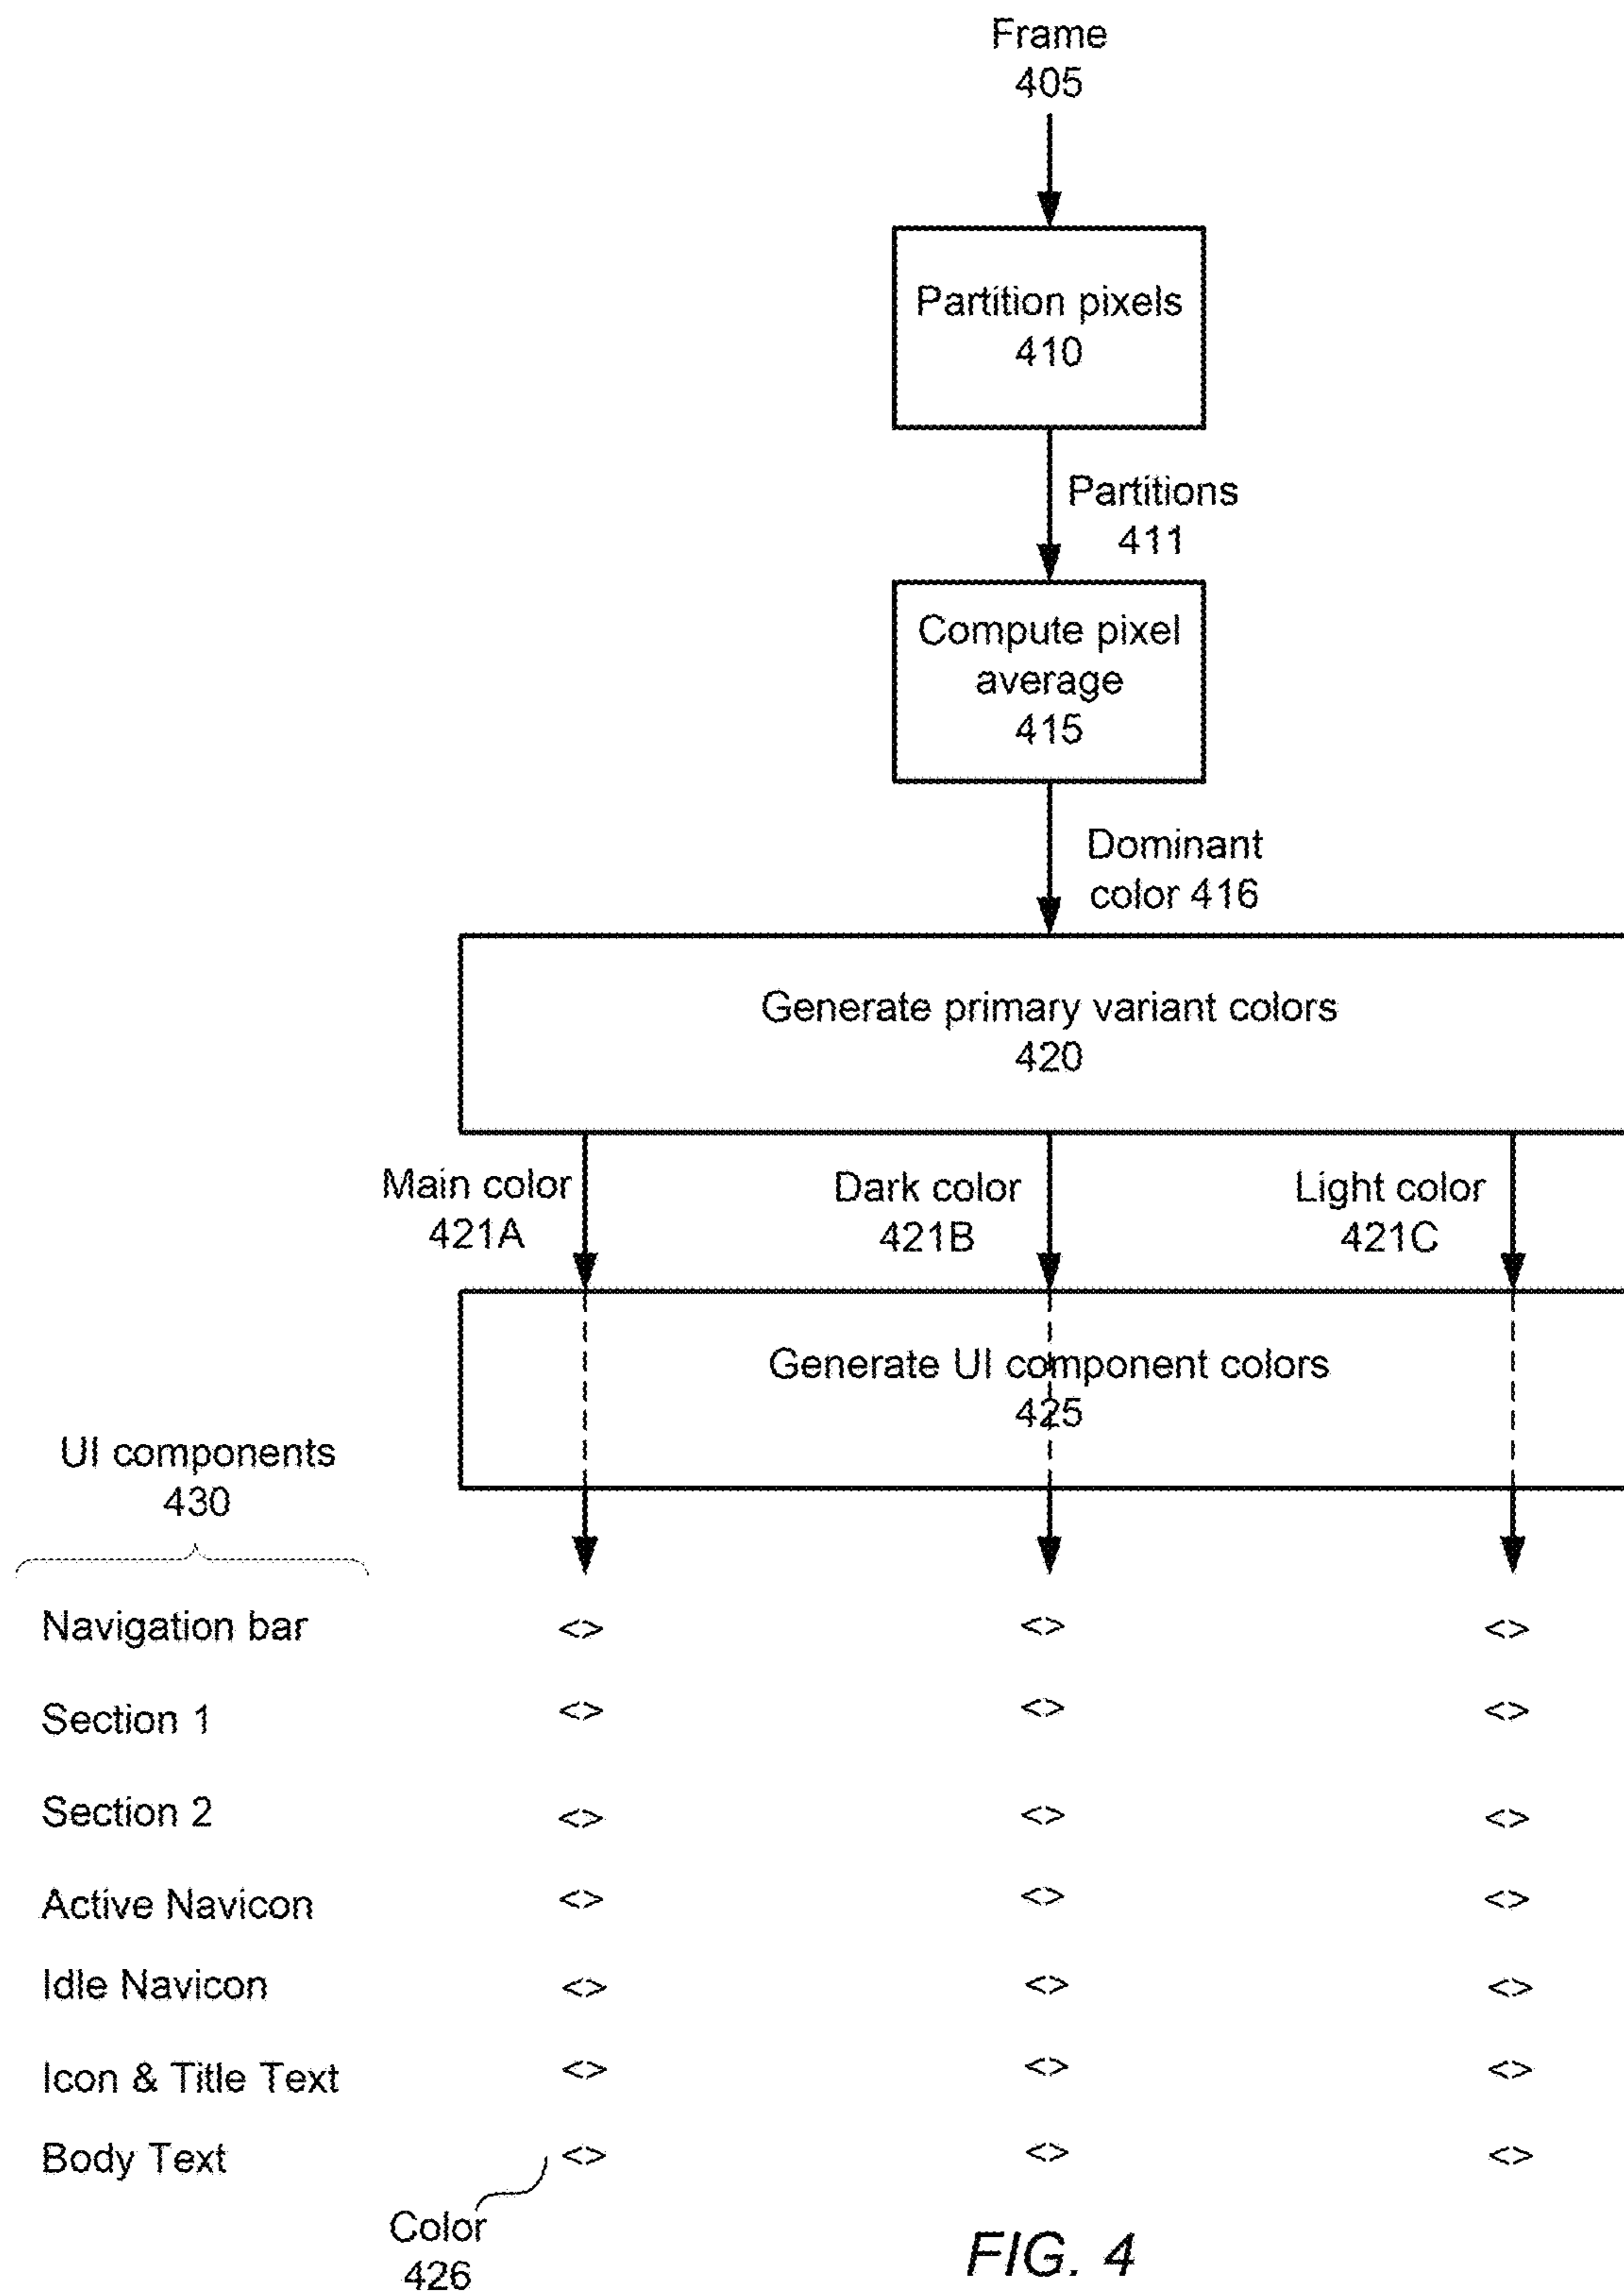 Frame
405
Partition pixels
410
Partitions
411
Compute pixel
average
415
Dominant
color 416
Generate primary variant colors
420
Main color
421A
Dark color
421B
Light color
421C
Generate UI component colors
425
UI components
430
Navigation bar <> <> <>
Section 1 <> <> <>
Section 2 <> <> <>
Active Navicon <> <> <>
Idle Navicon <> <> <>
Icon & Title Text <> <> <>
Body Text <> <> <>
Color
426
FIG. 4